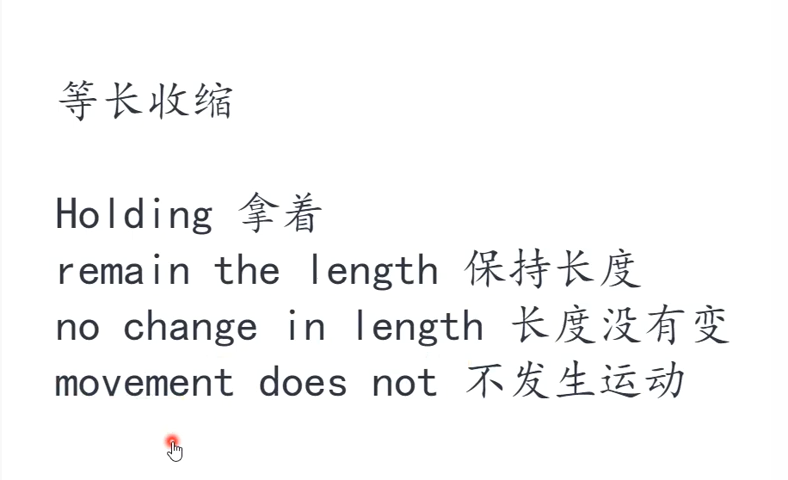 等长收缩
Holding 拿着
remain the length 保持长度
no change in length 长度没有变
movement does not 不发生运动